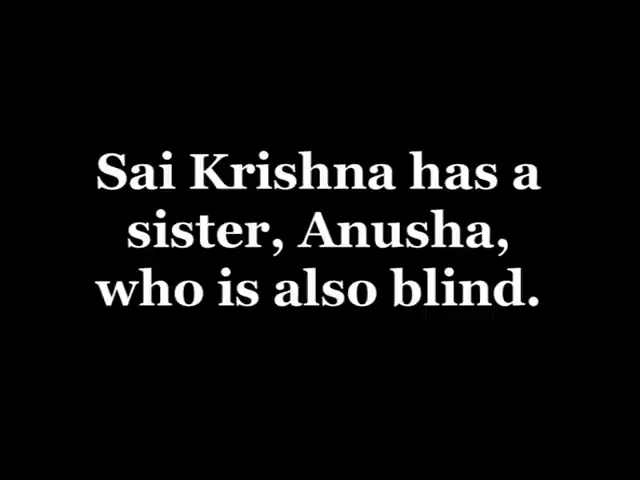 Sai Krishna has a
sister, Anusha,
who is also blind.